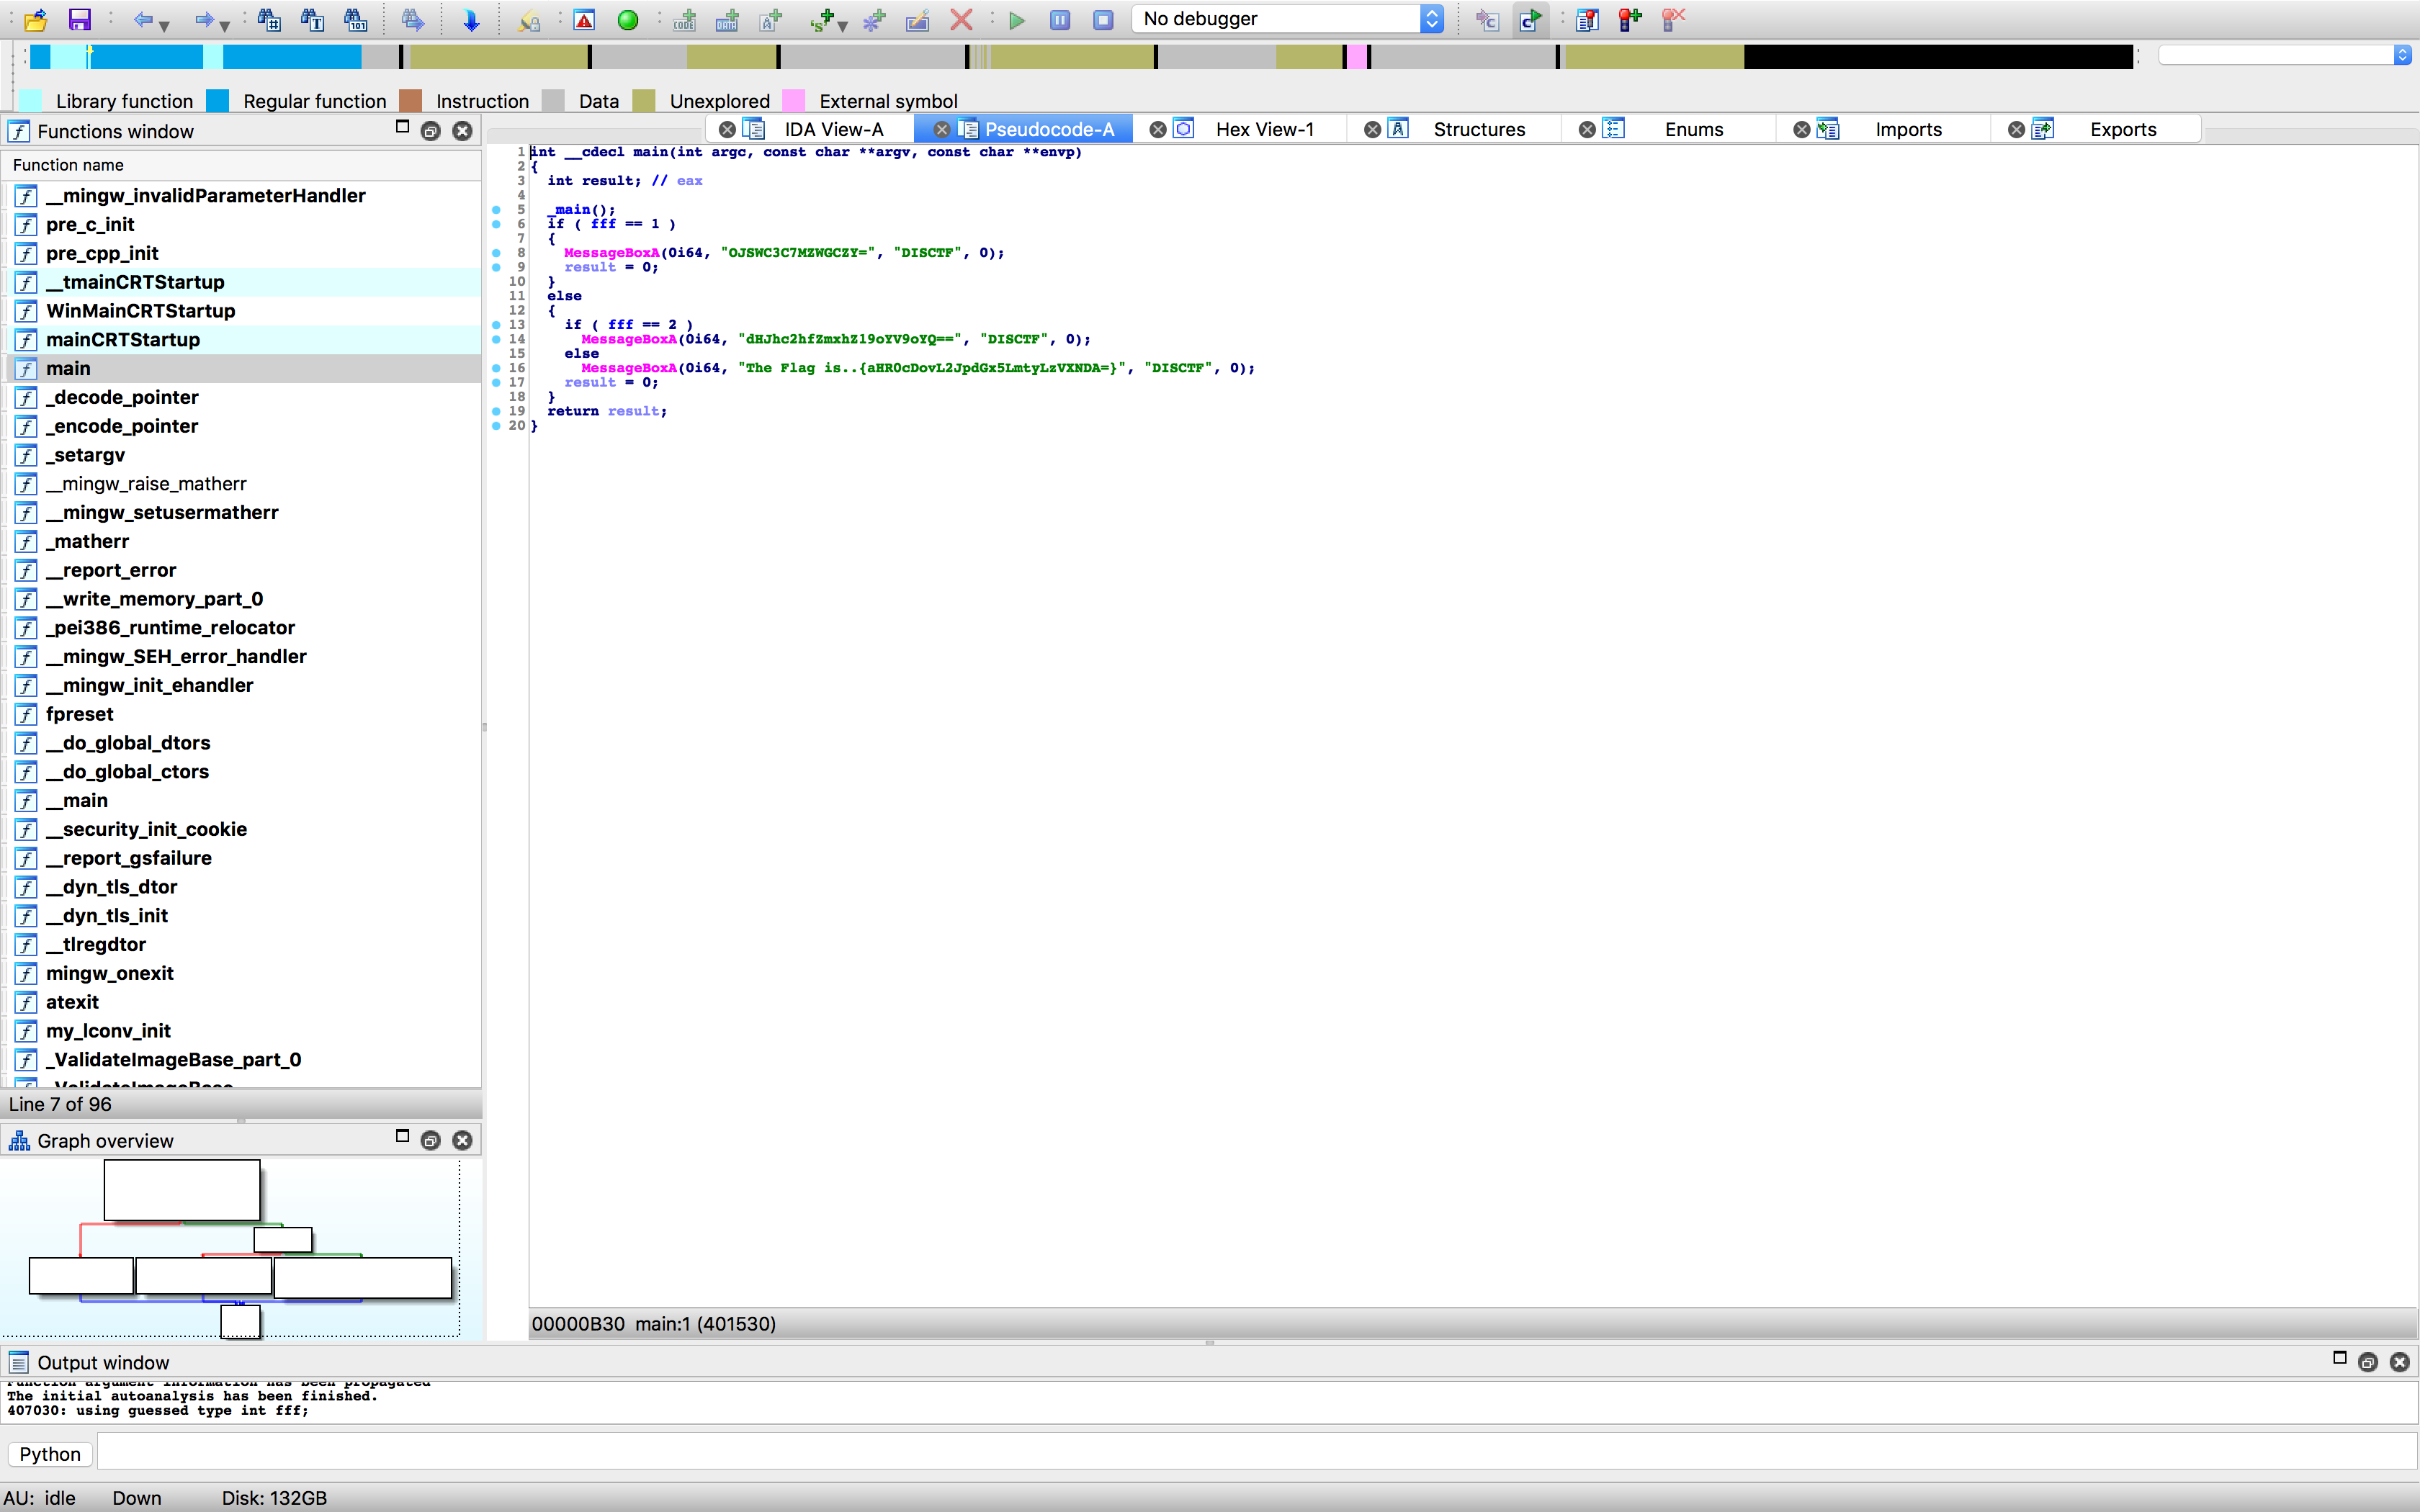 No debugger
Library function Regular function Instruction Data Unexplored External symbol
Functions window
IDA View-A Pseudocode-A Hex View-1 Structures Enums Imports Exports
Function name
__mingw_invalidParameterHandler
pre_c_init
pre_cpp_init
__tmainCRTStartup
WinMainCRTStartup
mainCRTStartup
main
_decode_pointer
_encode_pointer
_setargv
__mingw_raise_matherr
__mingw_setusermatherr
_matherr
__report_error
__write_memory_part_0
_pei386_runtime_relocator
__mingw_SEH_error_handler
__mingw_init_ehandler
fpreset
__do_global_dtors
__do_global_ctors
__main
__security_init_cookie
__report_gsfailure
__dyn_tls_dtor
__dyn_tls_init
__tlregdtor
mingw_onexit
atexit
my_lconv_init
_ValidateImageBase_part_0
_ValidateImageBase
Line 7 of 96
Graph overview
1 int __cdecl main(int argc, const char **argv, const char **envp)
2 {
3 int result; // eax
4
5 _main();
6 if ( fff == 1 )
7 {
8 MessageBoxA(0i64, "OJSWC3C7MZWGCZY=", "DISCTF", 0);
9 result = 0;
10 }
11 else
12 {
13 if ( fff == 2 )
14 MessageBoxA(0i64, "dHJhc2hfZmxhZ19oYV9oYQ==", "DISCTF", 0);
15 else
16 MessageBoxA(0i64, "The Flag is..{aHR0cDovL2JpdGx5LmtyLzVXNDA=}", "DISCTF", 0);
17 result = 0;
18 }
19 return result;
20 }
00000B30 main:1 (401530)
Output window
Function argument information has been propagated
The initial autoanalysis has been finished.
407030: using guessed type int fff;
Python
AU: idle Down Disk: 132GB